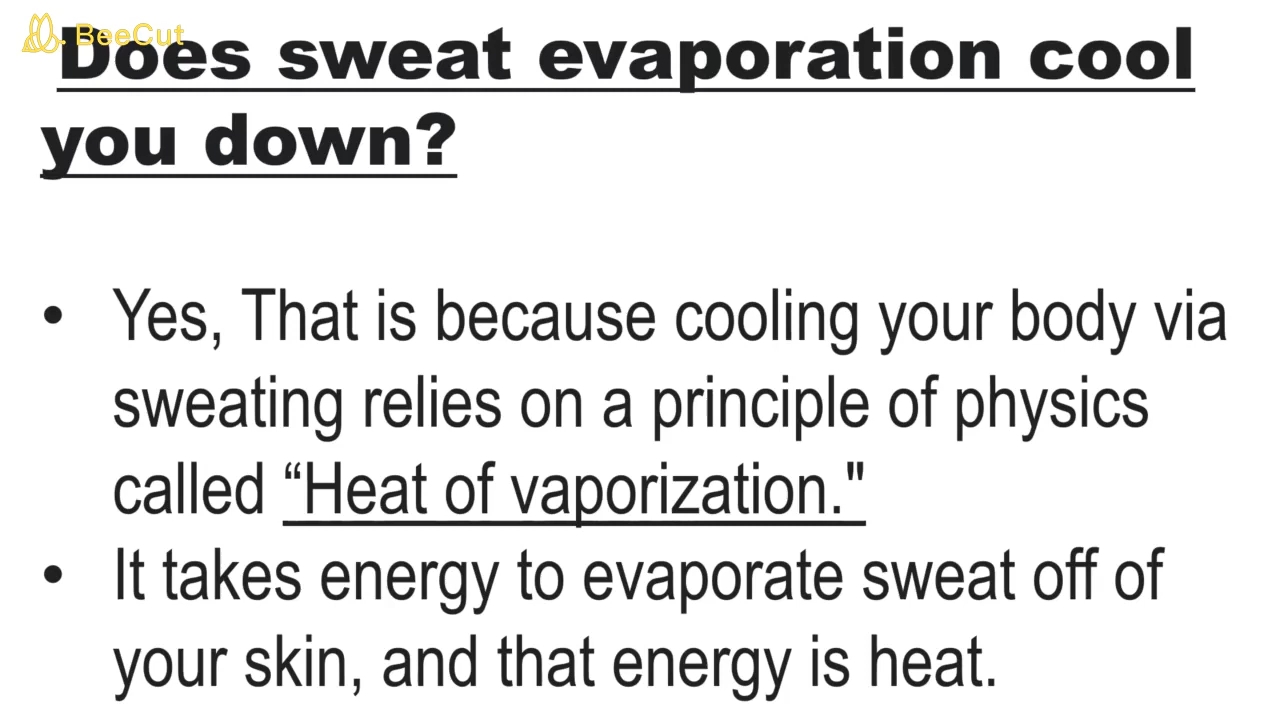 BeeCut
Does sweat evaporation cool
you down?
• Yes, That is because cooling your body via
sweating relies on a principle of physics
called “Heat of vaporization."
• It takes energy to evaporate sweat off of
your skin, and that energy is heat.